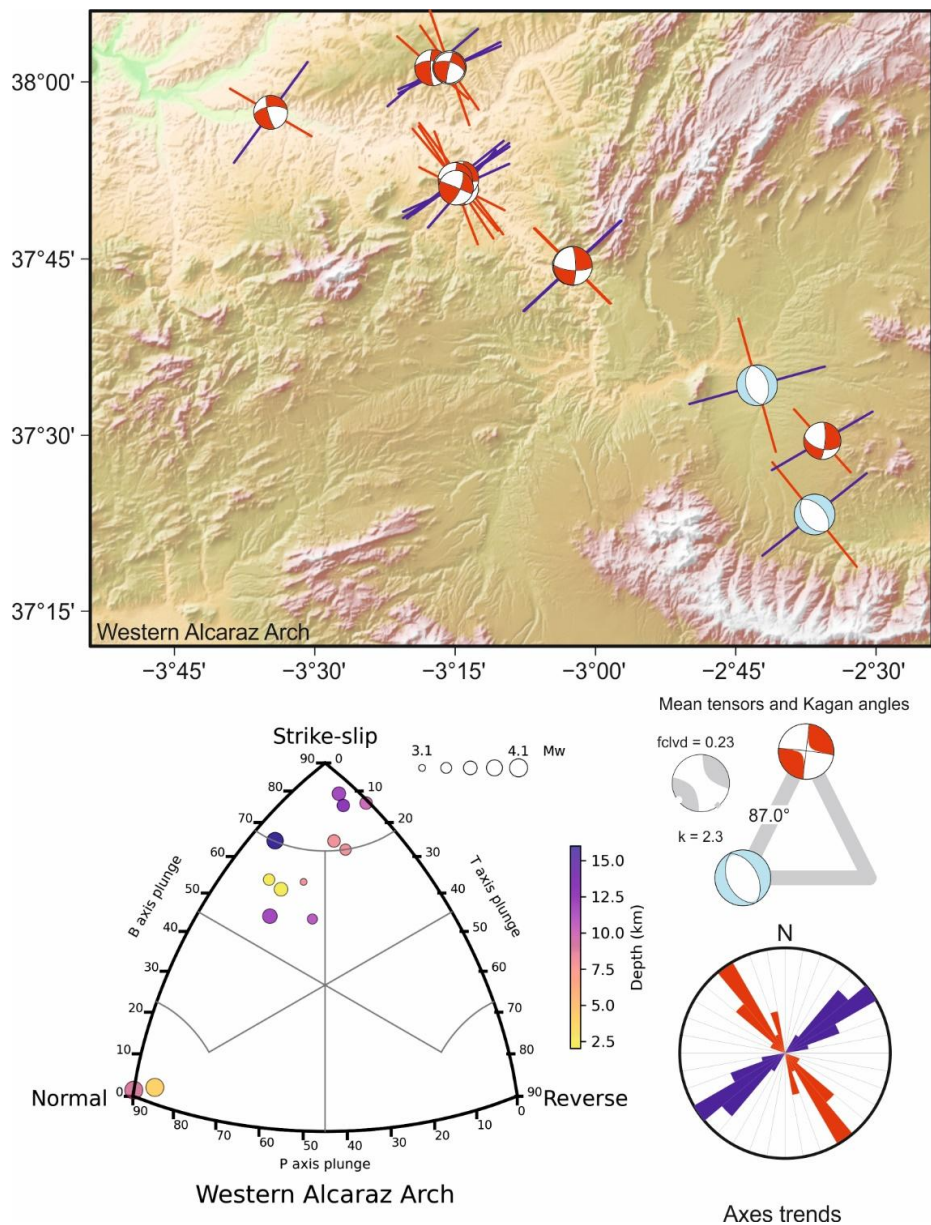 38°00'
37°45'
37°30'
37°15'
Western Alcaraz Arch
−3°45' −3°30' −3°15' −3°00' −2°45' −2°30'
Mean tensors and Kagan angles
fclvd = 0.23
87.0°
k = 2.3
Strike-slip
3.1 4.1 Mw
90 0
80 10
70 20
60 30
50 40
40 50
30 60
20 70
10 80
0 90
B axis plunge
T axis plunge
Normal
Reverse
90 80 70 60 50 40 30 20 10 0
P axis plunge
Western Alcaraz Arch
15.0
12.5
10.0
7.5
5.0
2.5
Depth (km)
N
Axes trends